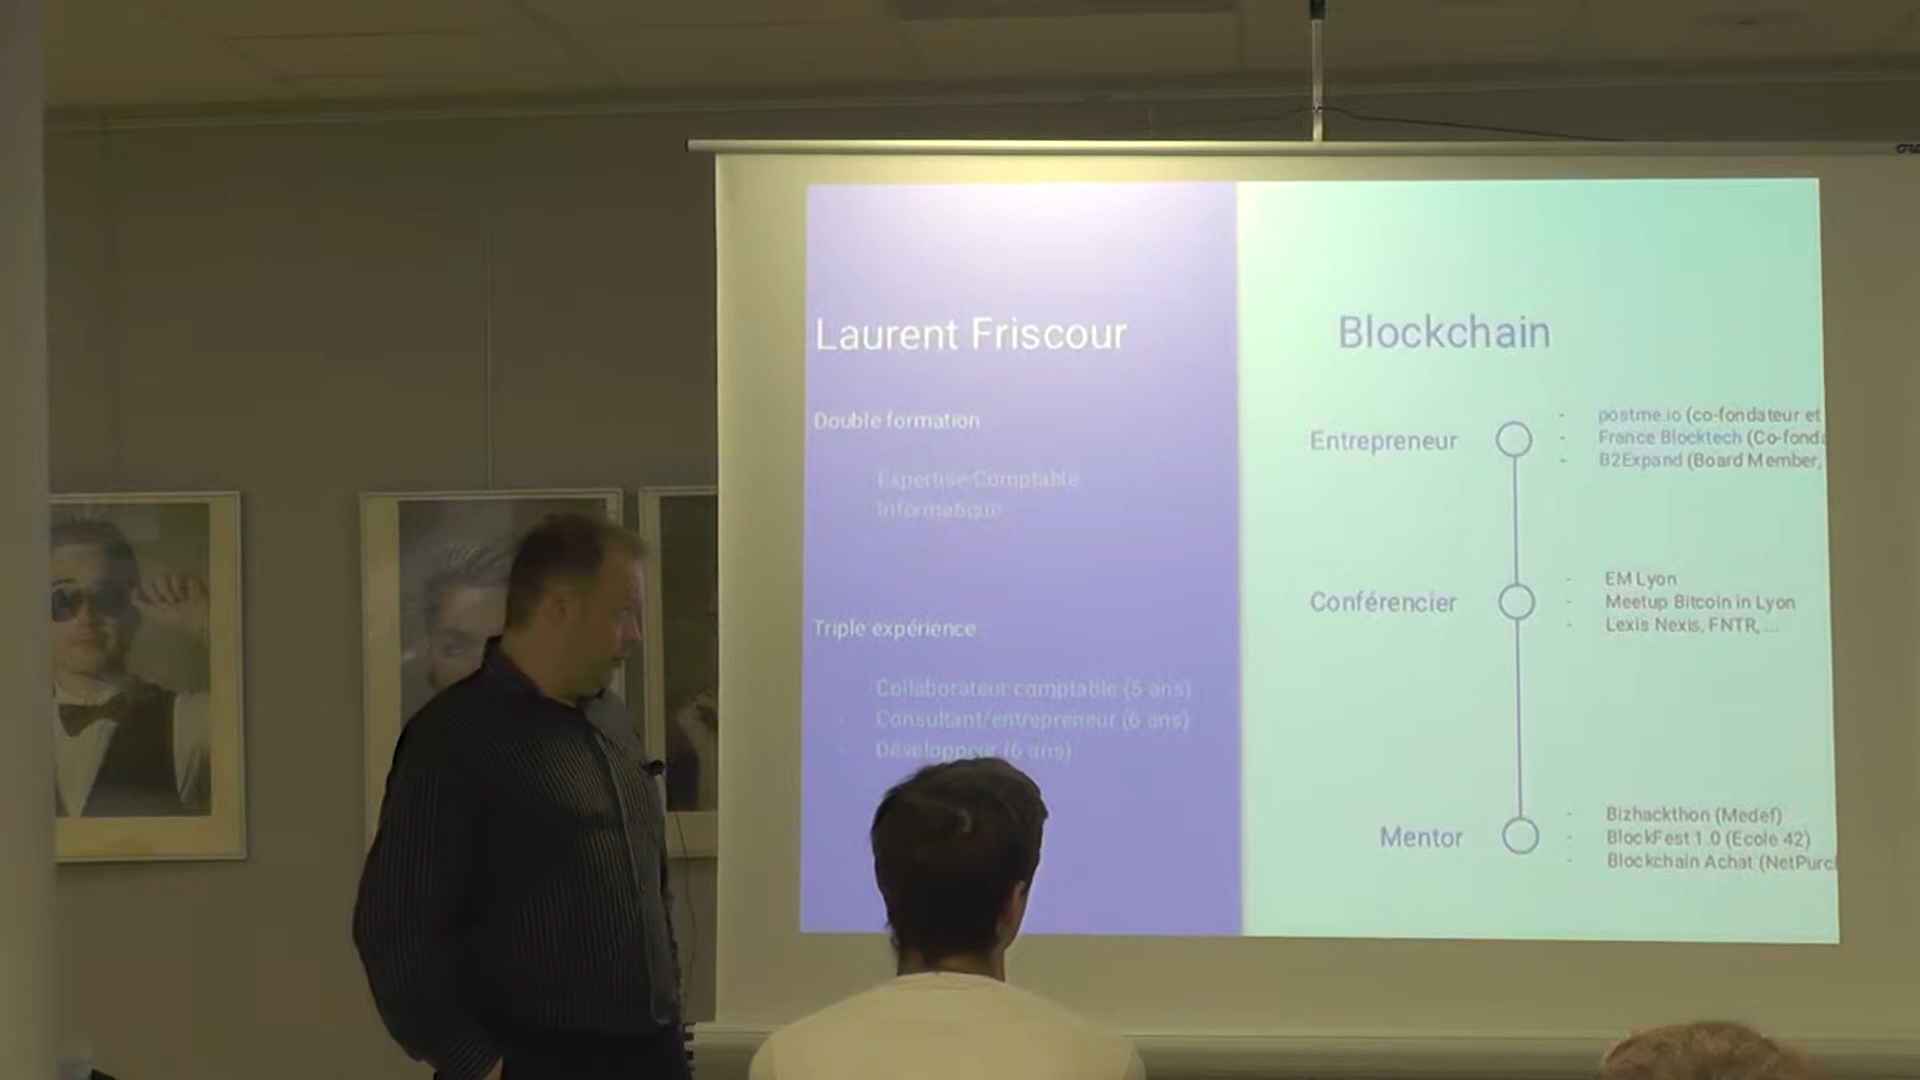 Laurent Friscour
Double formation
Expertise Comptable
Informatique
Triple expérience
Collaborateur comptable (5 ans)
- Consultant/entrepreneur (6 ans)
- Développeur (6 ans)
Blockchain
Entrepreneur
- postme.io (co-fondateur et
- France Blocktech (Co-fonda
- B2Expand (Board Member,
Conférencier
- EM Lyon
- Meetup Bitcoin in Lyon
- Lexis Nexis, FNTR, ...
Mentor
- Bizhackthon (Medef)
- BlockFest 1.0 (Ecole 42)
- Blockchain Achat (NetPurch